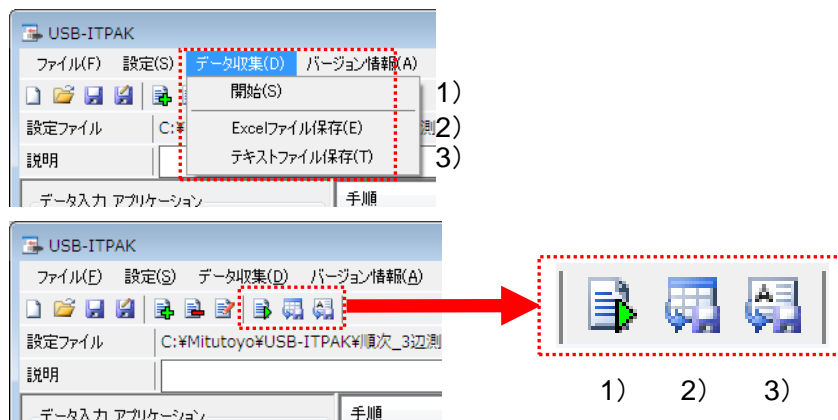 USB-ITPAK
ファイル(F) 設定(S) データ収集(D) バージョン情報(A)
開始(S) 1）
設定ファイル C:¥ Excelファイル保存(E) 測 2）
説明 テキストファイル保存(T) 3）
データ入力 アプリケーション 手順
USB-ITPAK
ファイル(F) 設定(S) データ収集(D) バージョン情報(A)
設定ファイル C:¥Mitutoyo¥USB-ITPAK¥順次_3辺測
説明
1） 2） 3）
データ入力 アプリケーション 手順